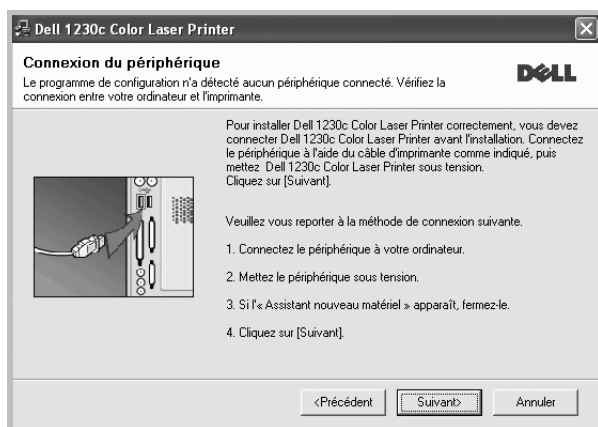 Dell 1230c Color Laser Printer
Connexion du périphérique
Le programme de configuration n'a détecté aucun périphérique connecté. Vérifiez la
connexion entre votre ordinateur et l'imprimante.
DELL
Pour installer Dell 1230c Color Laser Printer correctement, vous devez
connecter Dell 1230c Color Laser Printer avant l'installation. Connectez
le périphérique à l'aide du câble d'imprimante comme indiqué, puis
mettez Dell 1230c Color Laser Printer sous tension.
Cliquez sur [Suivant].
Veuillez vous reporter à la méthode de connexion suivante.
1. Connectez le périphérique à votre ordinateur.
2. Mettez le périphérique sous tension.
3. Si l'« Assistant nouveau matériel » apparaît, fermez-le.
4. Cliquez sur [Suivant].
<Précédent
Suivant>
Annuler